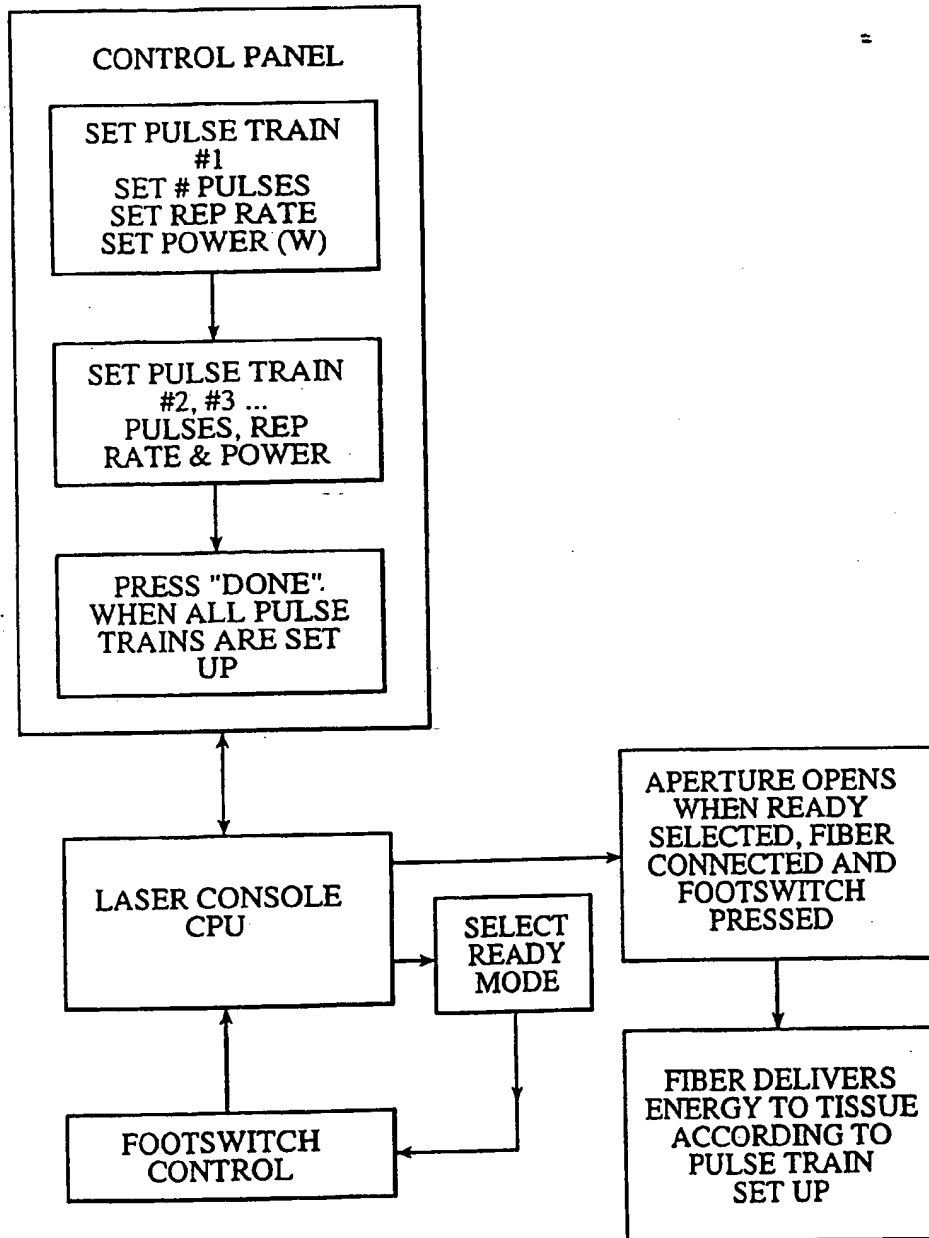 CONTROL PANEL
SET PULSE TRAIN
#1
SET # PULSES
SET REP RATE
SET POWER (W)
SET PULSE TRAIN
#2, #3 ...
PULSES, REP
RATE & POWER
PRESS "DONE".
WHEN ALL PULSE
TRAINS ARE SET
UP
LASER CONSOLE
CPU
SELECT
READY
MODE
FOOTSWITCH
CONTROL
APERTURE OPENS
WHEN READY
SELECTED, FIBER
CONNECTED AND
FOOTSWITCH
PRESSED
FIBER DELIVERS
ENERGY TO TISSUE
ACCORDING TO
PULSE TRAIN
SET UP